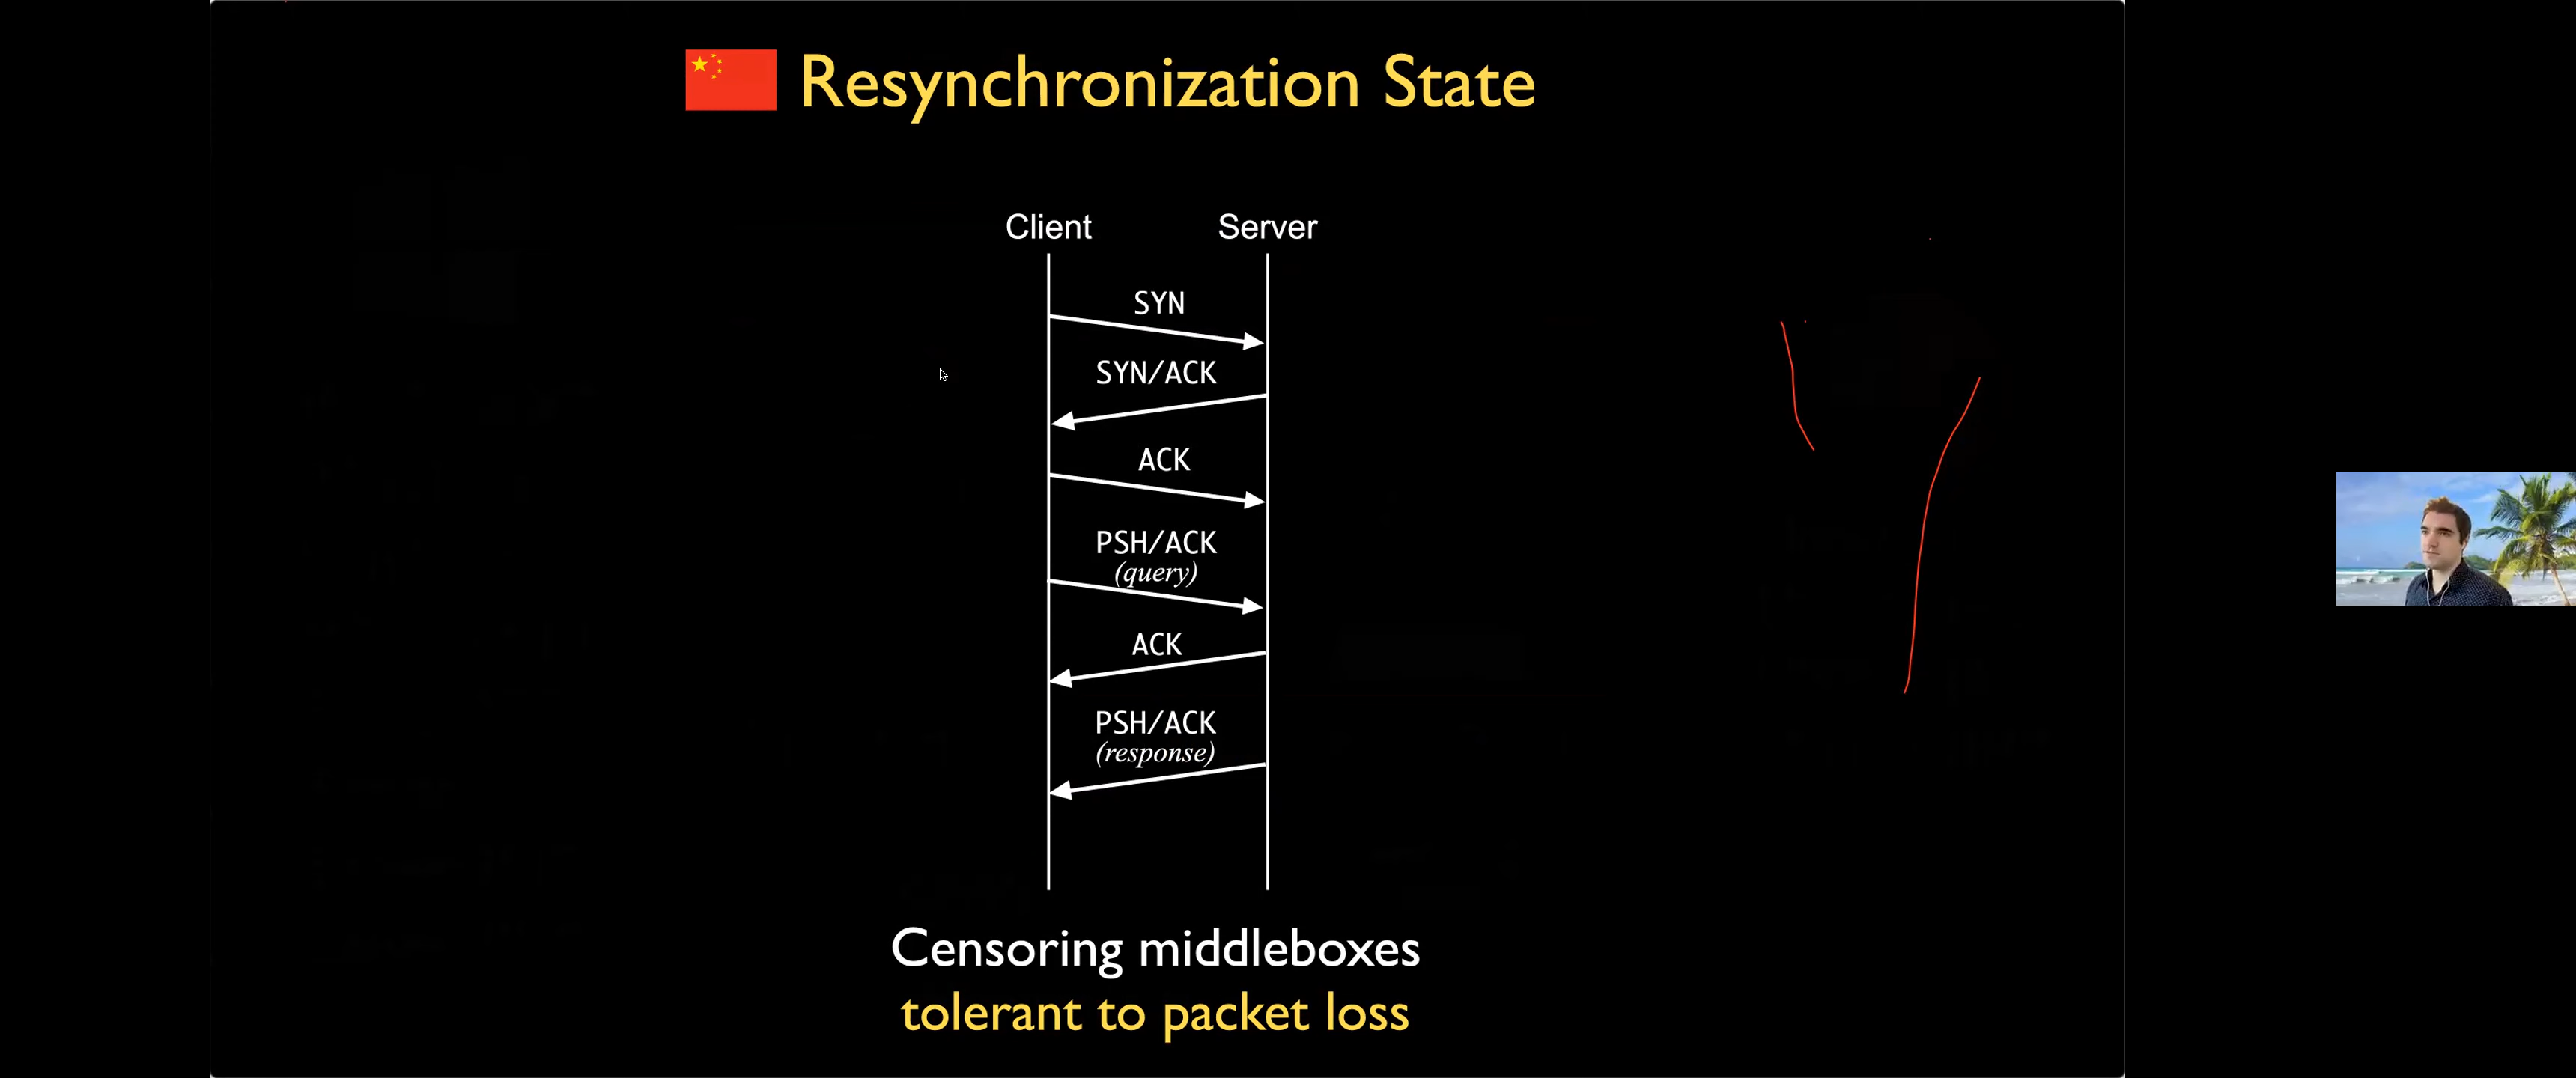 Resynchronization State
Client Server
SYN
SYN/ACK
ACK
PSH/ACK
(query)
ACK
PSH/ACK
(response)
Censoring middleboxes
tolerant to packet loss